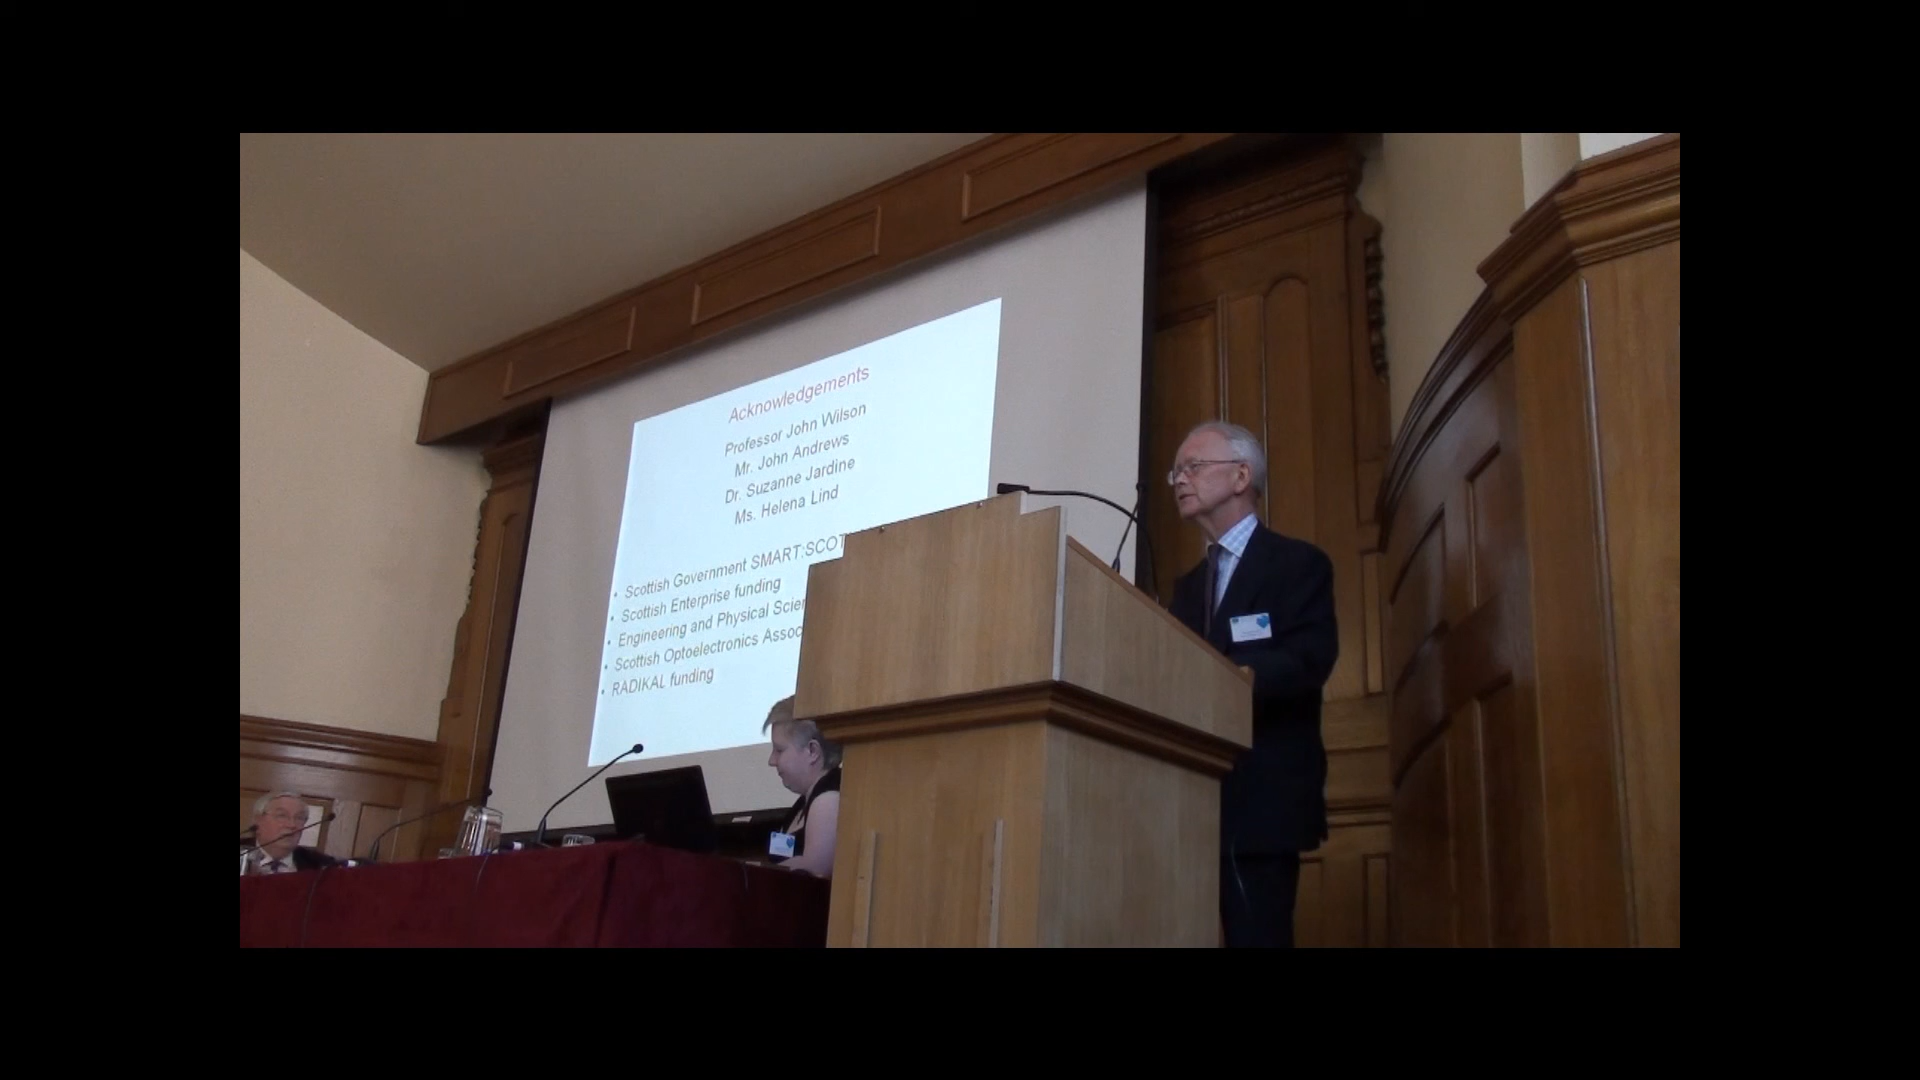 Acknowledgements
Professor John Wilson
Mr. John Andrews
Dr. Suzanne Jardine
Ms. Helena Lind
• Scottish Government SMART:SCOT
• Scottish Enterprise funding
• Engineering and Physical Scien
• Scottish Optoelectronics Assoc
• RADIKAL funding